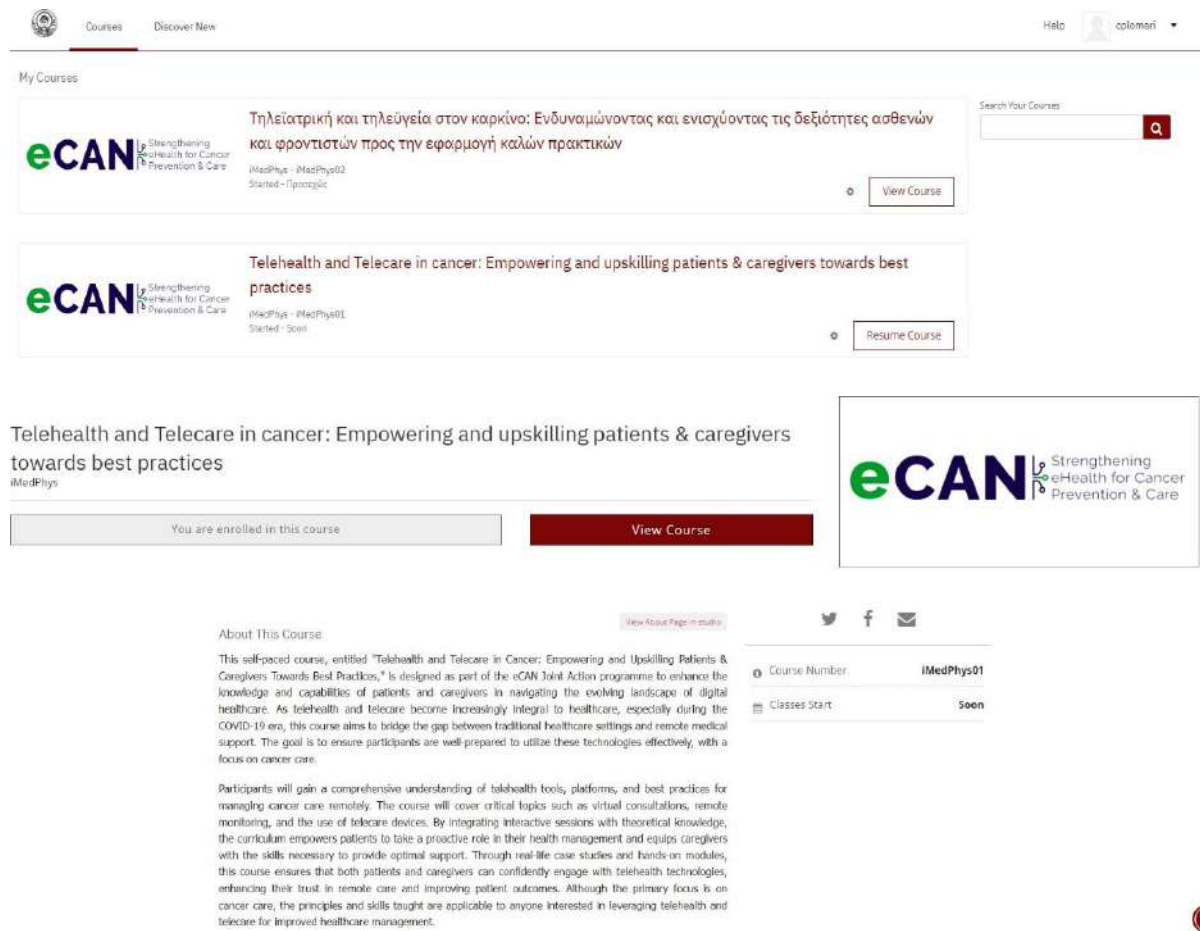 Courses Discover New Help cplomari
My Courses
eCAN Strengthening eHealth for Cancer Prevention & Care
Τηλεϊατρική και τηλεϋγεία στον καρκίνο: Ενδυναμώνοντας και ενισχύοντας τις δεξιότητες ασθενών
και φροντιστών προς την εφαρμογή καλών πρακτικών
iMedPhys - iMedPhys02
Started - Προσεχώς
View Course
Search Your Courses
eCAN Strengthening eHealth for Cancer Prevention & Care
Telehealth and Telecare in cancer: Empowering and upskilling patients & caregivers towards best
practices
iMedPhys - iMedPhys01
Started - Soon
Resume Course
Telehealth and Telecare in cancer: Empowering and upskilling patients & caregivers
towards best practices
iMedPhys
You are enrolled in this course
View Course
eCAN
Strengthening
eHealth for Cancer
Prevention & Care
About This Course
View About Page in studio
This self-paced course, entitled "Telehealth and Telecare in Cancer: Empowering and Upskilling Patients &
Caregivers Towards Best Practices," is designed as part of the eCAN Joint Action programme to enhance the
knowledge and capabilities of patients and caregivers in navigating the evolving landscape of digital
healthcare. As telehealth and telecare become increasingly integral to healthcare, especially during the
COVID-19 era, this course aims to bridge the gap between traditional healthcare settings and remote medical
support. The goal is to ensure participants are well-prepared to utilize these technologies effectively, with a
focus on cancer care.
Participants will gain a comprehensive understanding of telehealth tools, platforms, and best practices for
managing cancer care remotely. The course will cover critical topics such as virtual consultations, remote
monitoring, and the use of telecare devices. By integrating interactive sessions with theoretical knowledge,
the curriculum empowers patients to take a proactive role in their health management and equips caregivers
with the skills necessary to provide optimal support. Through real-life case studies and hands-on modules,
this course ensures that both patients and caregivers can confidently engage with telehealth technologies,
enhancing their trust in remote care and improving patient outcomes. Although the primary focus is on
cancer care, the principles and skills taught are applicable to anyone interested in leveraging telehealth and
telecare for improved healthcare management.
Course Number iMedPhys01
Classes Start Soon